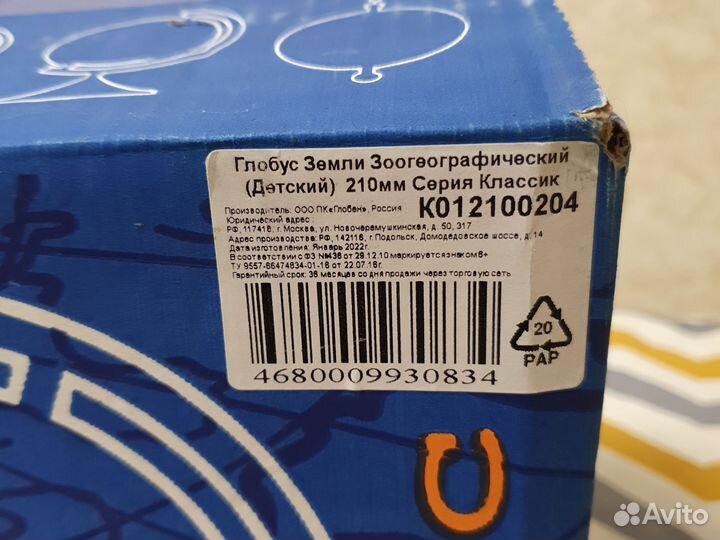 Глобус Земли Зоогеографический
(Детский) 210мм Серия Классик
Производитель: ООО ПК«Глобен», Россия К012100204
Юридический адрес:
РФ, 117418, г. Москва, ул. Новочеремушкинская, д. 50, 317
Адрес производства: РФ, 142116, г. Подольск, Домодедовское шоссе, д. 14
Дата изготовления: Январь 2022г.
В соответствии с ФЗ №436 от 29.12.10 маркируется знаком 6+
ТУ 9557-66474634-01-16 от 22.07.16г.
Гарантийный срок: 36 месяцев со дня продажи через торговую сеть
20
PAP
4680009930834
Avito